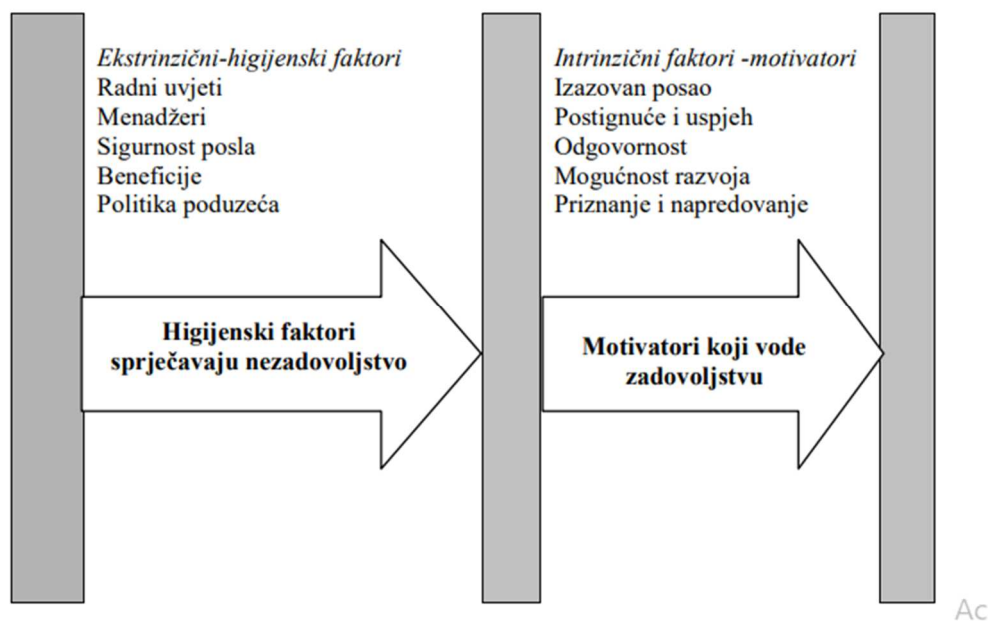 Ekstrinzični-higijenski faktori
Radni uvjeti
Menadžeri
Sigurnost posla
Beneficije
Politika poduzeća
Higijenski faktori
sprječavaju nezadovoljstvo
Intrinzični faktori -motivatori
Izazovan posao
Postignuće i uspjeh
Odgovornost
Mogućnost razvoja
Priznanje i napredovanje
Motivatori koji vode
zadovoljstvu
Ac